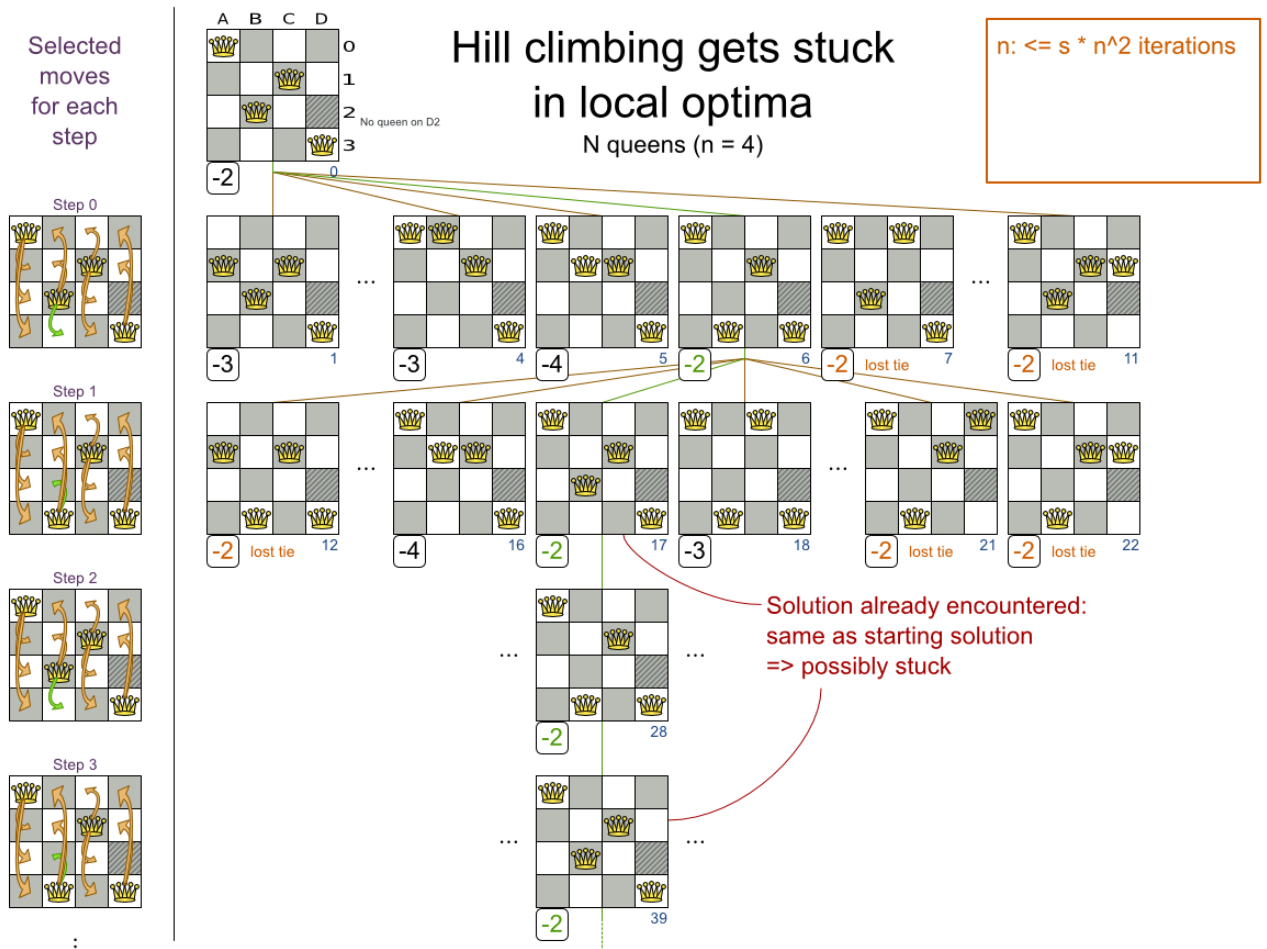 Selected
moves
for each
step
A B C D
0
1
2
3
No queen on D2
-2
0
Hill climbing gets stuck
in local optima
N queens (n = 4)
n: <= s * n^2 iterations
Step 0
...
...
-3
1
-3
4
-4
5
-2
6
-2 lost tie 7
-2 lost tie 11
Step 1
...
...
-2 lost tie 12
-4
16
-2
17
-3
18
-2 lost tie 21
-2 lost tie 22
Step 2
...
...
-2
28
Solution already encountered:
same as starting solution
=> possibly stuck
Step 3
...
...
-2
39
: